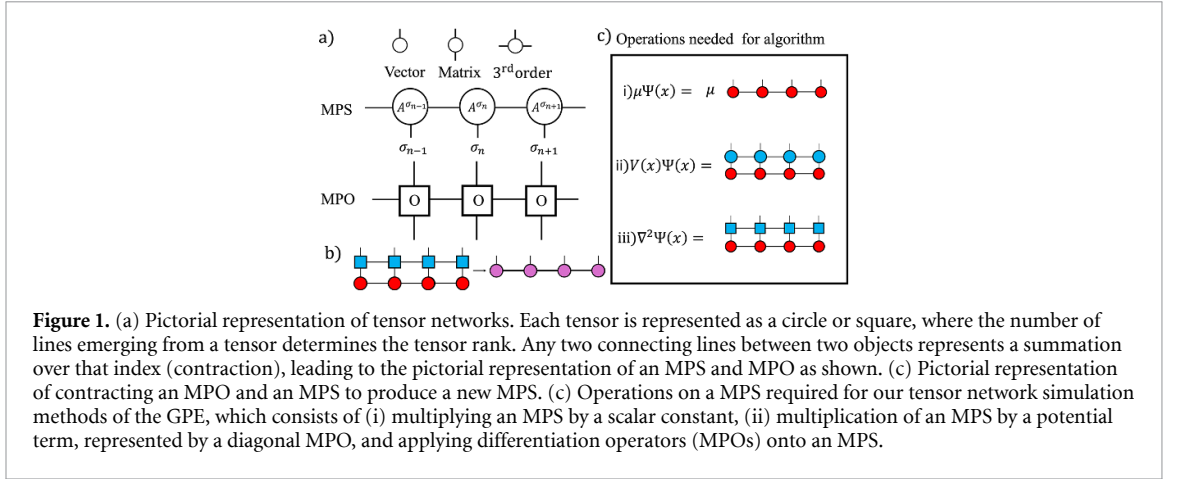 a)
Vector Matrix 3rd order
MPS
A^σn−1 A^σn A^σn+1
σn−1 σn σn+1
MPO
O O O
b)
c) Operations needed for algorithm
i)μΨ(x) = μ
ii)V(x)Ψ(x) =
iii)∇²Ψ(x) =
Figure 1. (a) Pictorial representation of tensor networks. Each tensor is represented as a circle or square, where the number of
lines emerging from a tensor determines the tensor rank. Any two connecting lines between two objects represents a summation
over that index (contraction), leading to the pictorial representation of an MPS and MPO as shown. (c) Pictorial representation
of contracting an MPO and an MPS to produce a new MPS. (c) Operations on a MPS required for our tensor network simulation
methods of the GPE, which consists of (i) multiplying an MPS by a scalar constant, (ii) multiplication of an MPS by a potential
term, represented by a diagonal MPO, and applying differentiation operators (MPOs) onto an MPS.